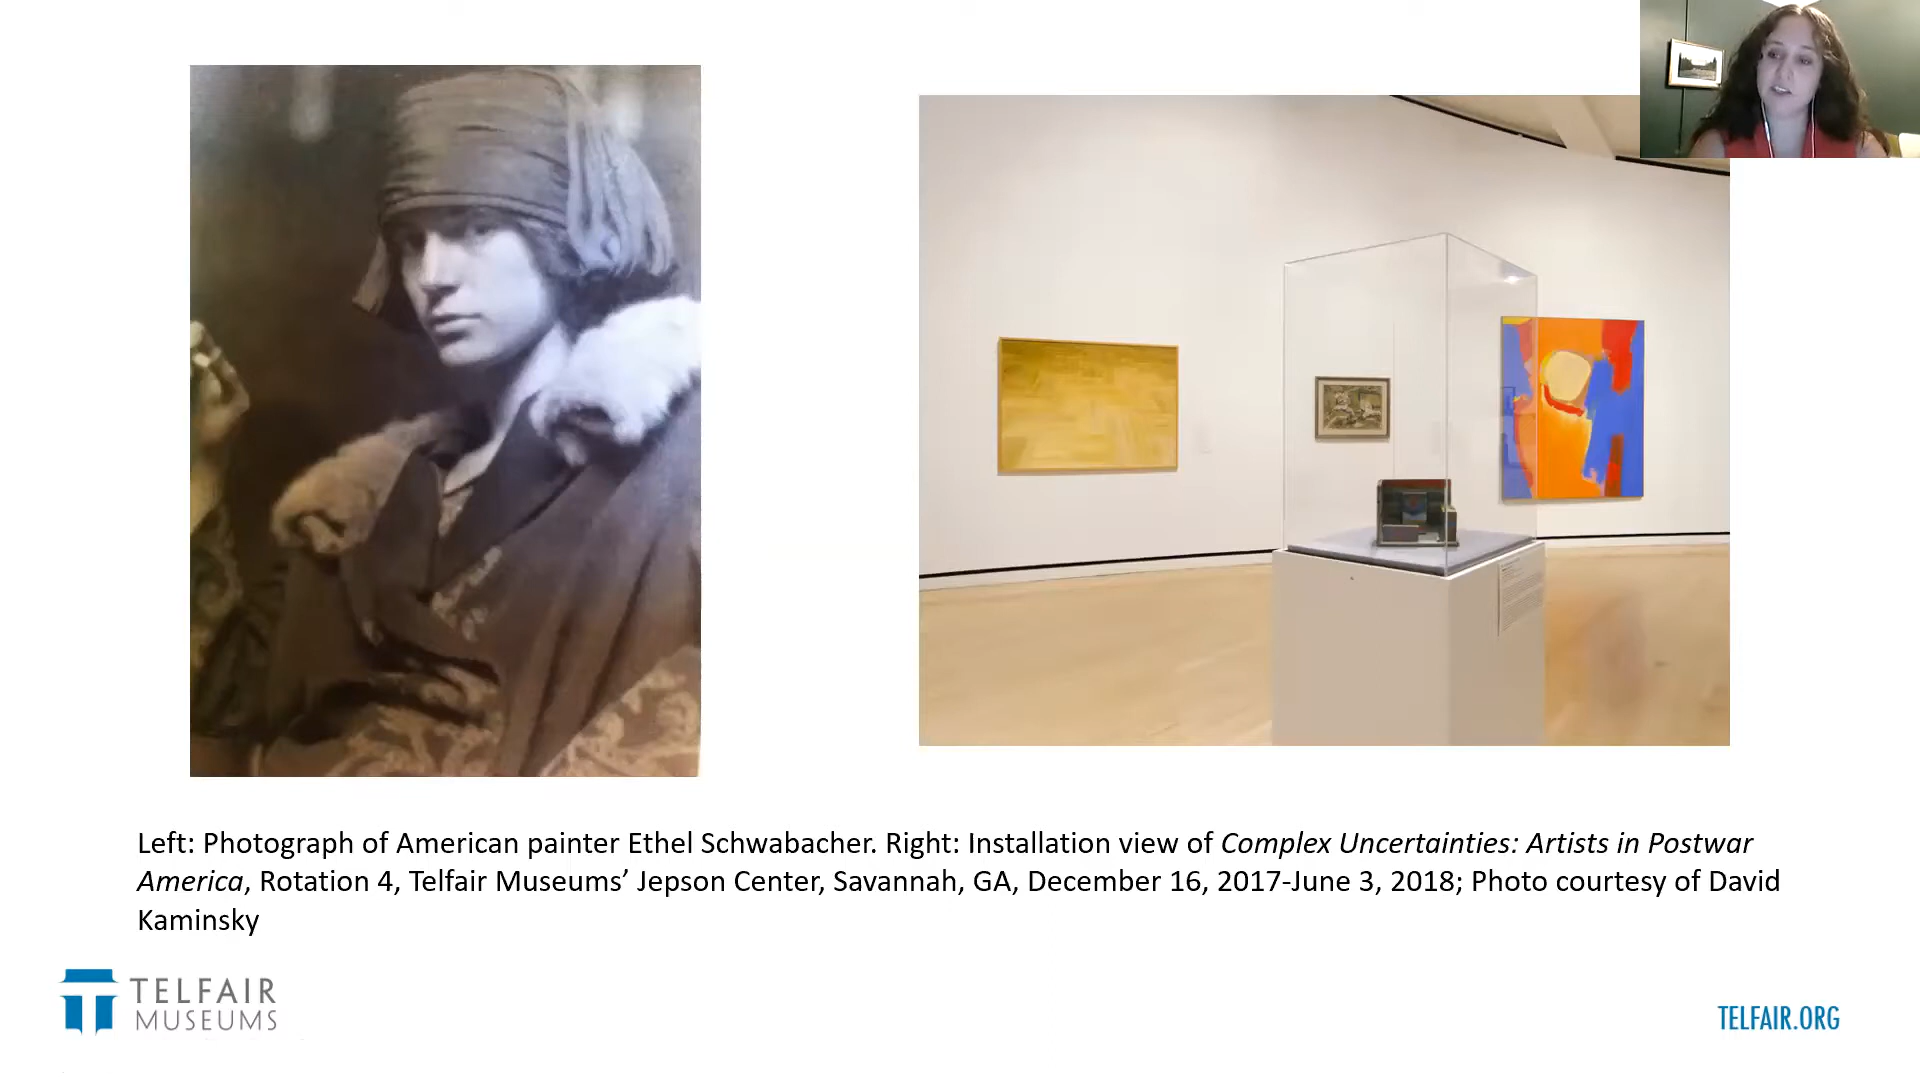 Left: Photograph of American painter Ethel Schwabacher. Right: Installation view of Complex Uncertainties: Artists in Postwar
America, Rotation 4, Telfair Museums’ Jepson Center, Savannah, GA, December 16, 2017-June 3, 2018; Photo courtesy of David
Kaminsky
TELFAIR
MUSEUMS
TELFAIR.ORG